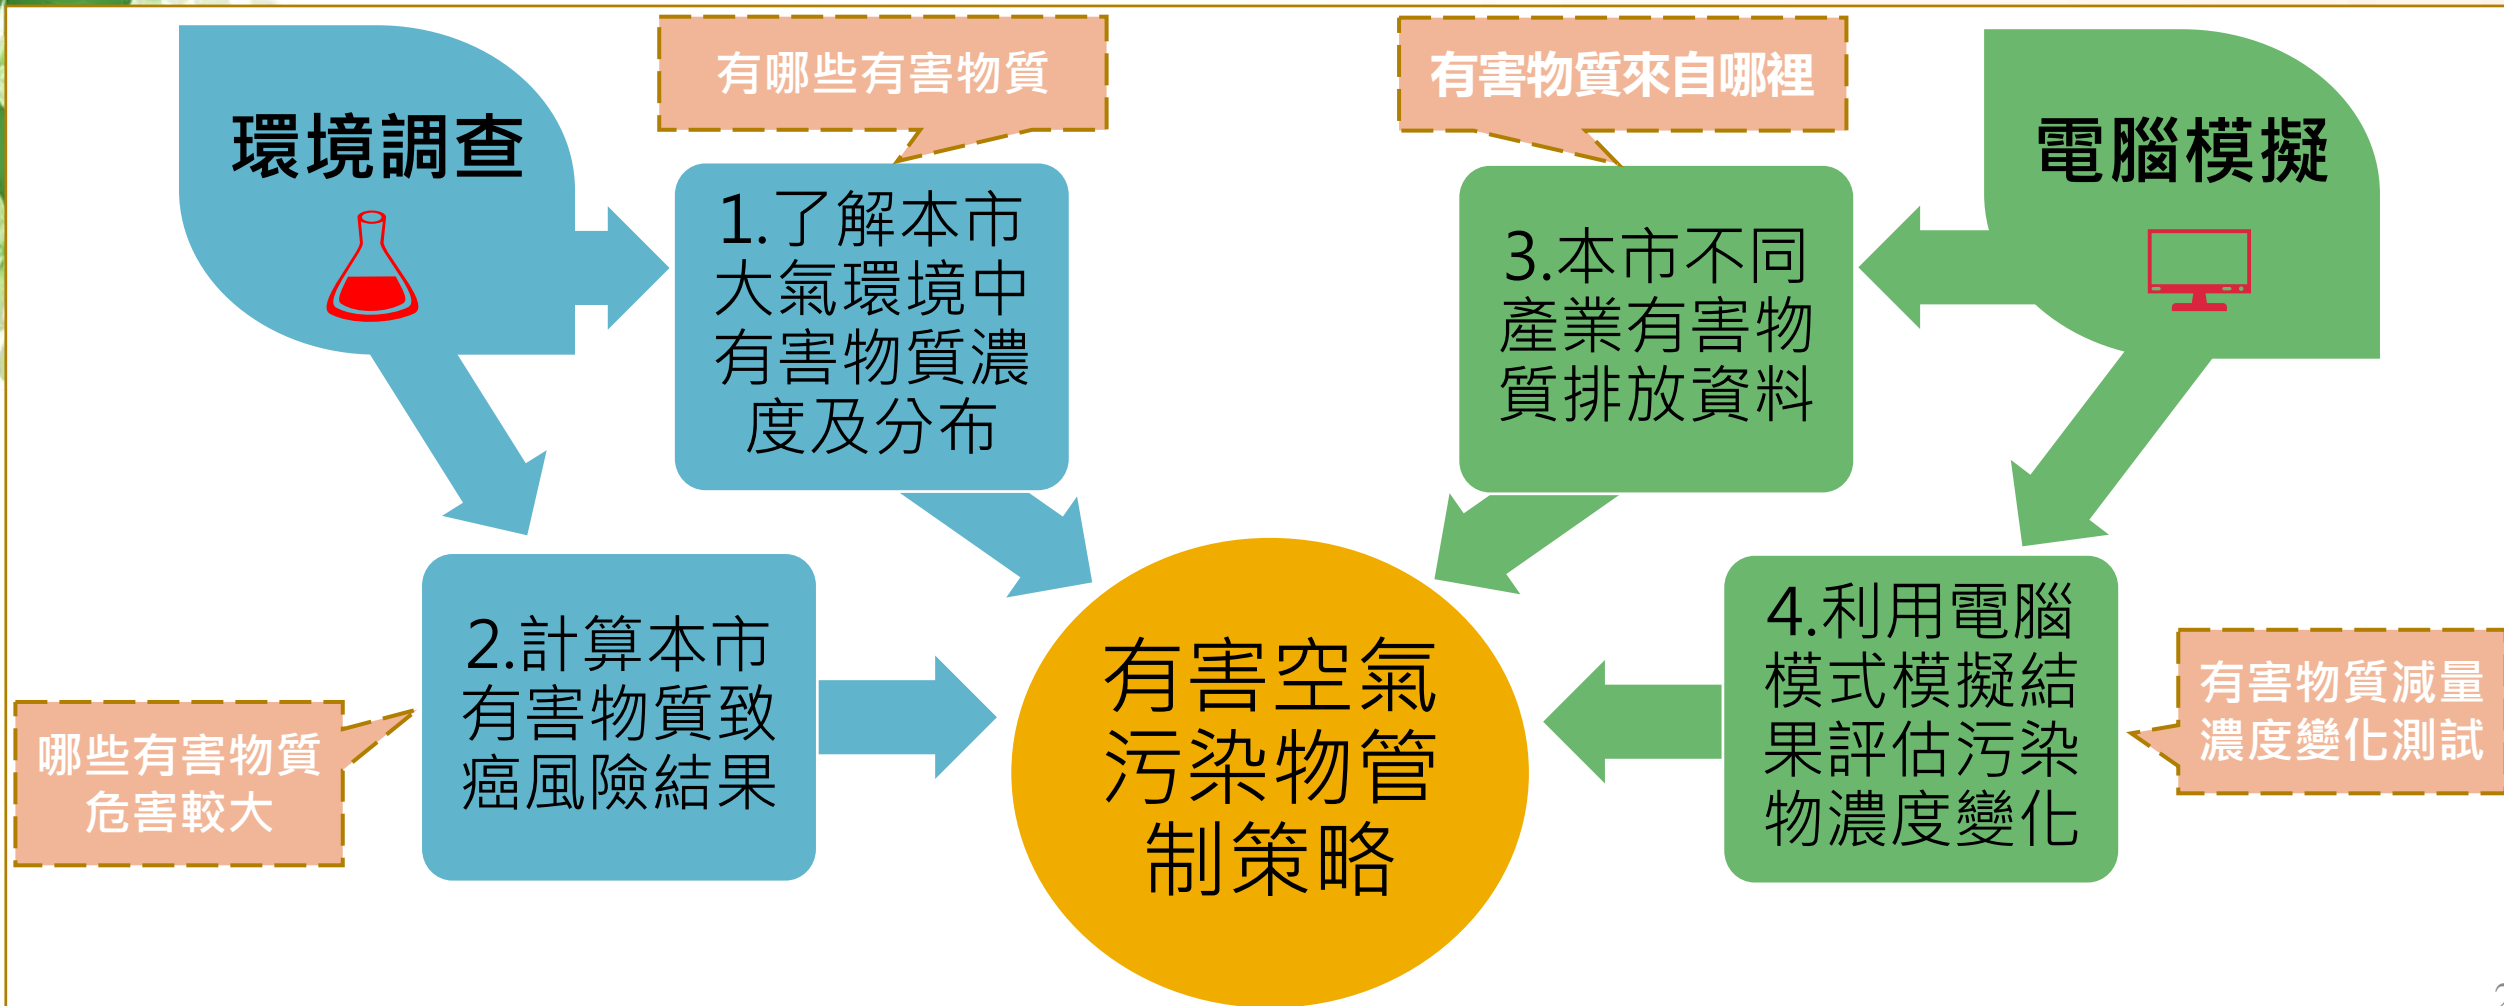 環境調查
有哪些有害物質
有害物質來自哪裡
電腦模擬
1.了解本市
大氣環境中
有害物質濃
度及分布
3.本市不同
產業有害物
質排放資料
2.計算本市
有害物質致
癌風險結果
哪些有害物質
危害較大
有害空氣
污染物管
制策略
4.利用電腦
模式模擬結
果評估污染
物濃度變化
有害物質測量
濃度變化測試